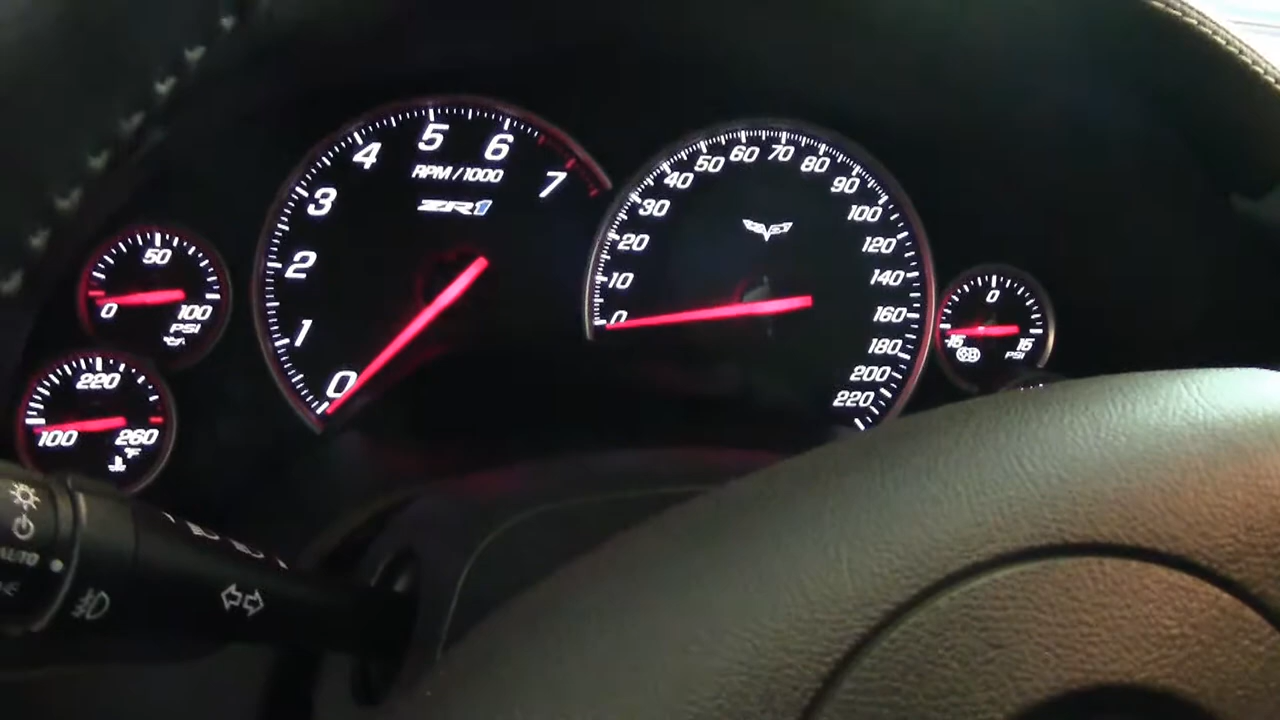 0 1 2 3 4 5 6 7
RPM/1000
ZR1
0 10 20 30 40 50 60 70 80 90 100 120 140 160 180 200 220
0 50 100
PSI
100 220 260
°F
15 0 15
PSI
AUTO